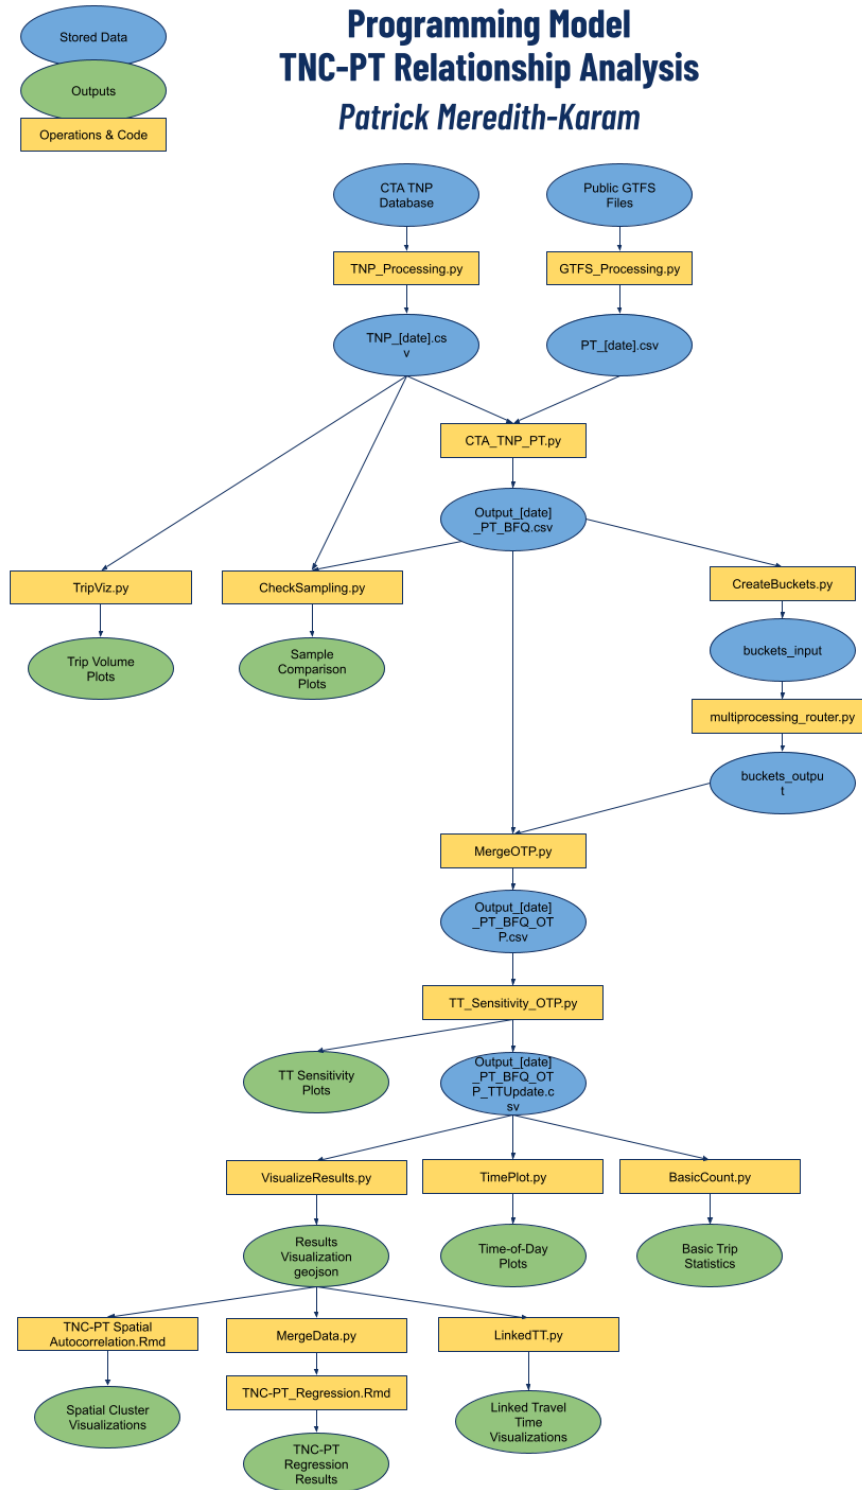 Programming Model
TNC-PT Relationship Analysis
Patrick Meredith-Karam
Stored Data
Outputs
Operations & Code
CTA TNP
Database
Public GTFS
Files
TNP_Processing.py
GTFS_Processing.py
TNP_[date].cs
v
PT_[date].csv
CTA_TNP_PT.py
Output_[date]
_PT_BFQ.csv
TripViz.py
CheckSampling.py
CreateBuckets.py
Trip Volume
Plots
Sample
Comparison
Plots
buckets_input
multiprocessing_router.py
buckets_outpu
t
MergeOTP.py
Output_[date]
_PT_BFQ_OT
P.csv
TT_Sensitivity_OTP.py
TT Sensitivity
Plots
Output_[date]
_PT_BFQ_OT
P_TTUpdate.c
sv
VisualizeResults.py
TimePlot.py
BasicCount.py
Results
Visualization
geojson
Time-of-Day
Plots
Basic Trip
Statistics
TNC-PT Spatial
Autocorrelation.Rmd
MergeData.py
LinkedTT.py
Spatial Cluster
Visualizations
TNC-PT_Regression.Rmd
Linked Travel
Time
Visualizations
TNC-PT
Regression
Results